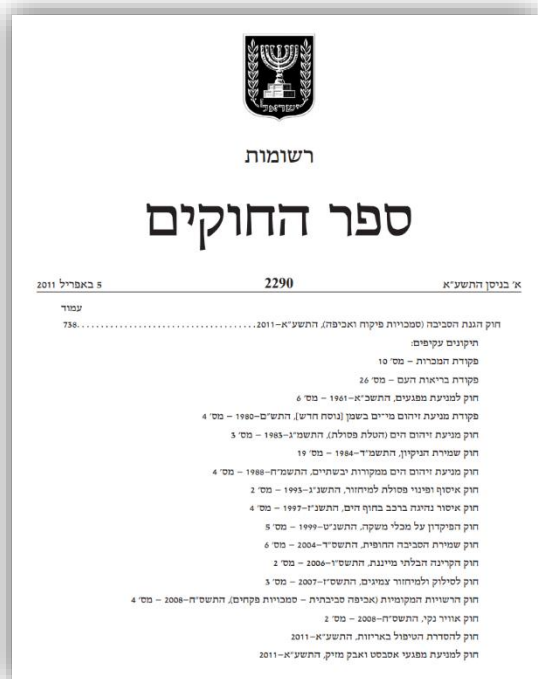 ישראל
רשומות
ספר החוקים
א' בניסן התשע"א 2290 5 באפריל 2011
עמוד
חוק הגנת הסביבה (סמכויות פיקוח ואכיפה), התשע"א–2011.....................................738
תיקונים עקיפים:
פקודת המכרות – מס' 10
פקודת בריאות העם – מס' 26
חוק למניעת מפגעים, התשכ"א–1961 – מס' 6
פקודת מניעת זיהום מי־ים בשמן [נוסח חדש], התש"ם–1980 – מס' 4
חוק מניעת זיהום הים (הטלת פסולת), התשמ"ג–1983 – מס' 3
חוק שמירת הניקיון, התשמ"ד–1984 – מס' 19
חוק מניעת זיהום הים ממקורות יבשתיים, התשמ"ח–1988 – מס' 4
חוק איסוף ופינוי פסולת למיחזור, התשנ"ג–1993 – מס' 2
חוק איסור נהיגה ברכב בחוף הים, התשנ"ז–1997 – מס' 4
חוק הפיקדון על מכלי משקה, התשנ"ט–1999 – מס' 5
חוק שמירת הסביבה החופית, התשס"ד–2004 – מס' 6
חוק הקרינה הבלתי מייננת, התשס"ו–2006 – מס' 2
חוק לסילוק ולמיחזור צמיגים, התשס"ז–2007 – מס' 3
חוק הרשויות המקומיות (אכיפה סביבתית – סמכויות פקחים), התשס"ח–2008 – מס' 4
חוק אוויר נקי, התשס"ח–2008 – מס' 2
חוק להסדרת הטיפול באריזות, התשע"א–2011
חוק למניעת מפגעי אסבסט ואבק מזיק, התשע"א–2011